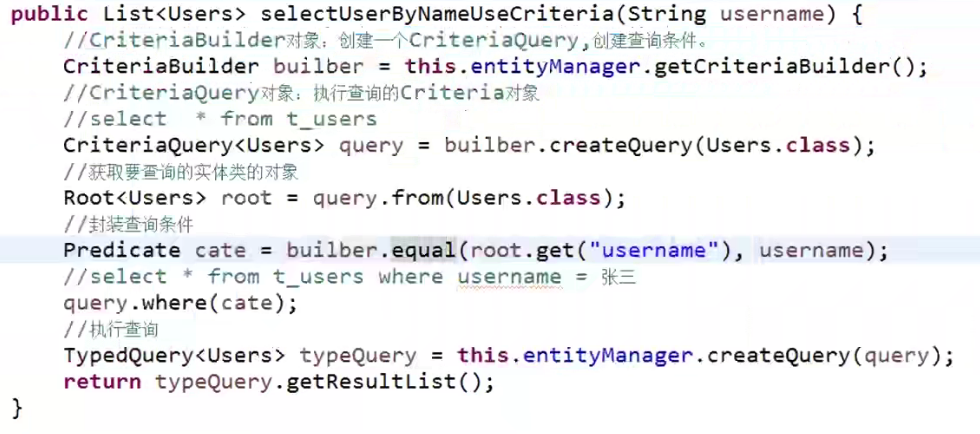 public List<Users> selectUserByNameUseCriteria(String username) {
//CriteriaBuilder对象：创建一个CriteriaQuery,创建查询条件。
CriteriaBuilder builber = this.entityManager.getCriteriaBuilder();
//CriteriaQuery对象：执行查询的Criteria对象
//select  * from t_users
CriteriaQuery<Users> query = builber.createQuery(Users.class);
//获取要查询的实体类的对象
Root<Users> root = query.from(Users.class);
//封装查询条件
Predicate cate = builber.equal(root.get("username"), username);
//select * from t_users where username = 张三
query.where(cate);
//执行查询
TypedQuery<Users> typeQuery = this.entityManager.createQuery(query);
return typeQuery.getResultList();
}